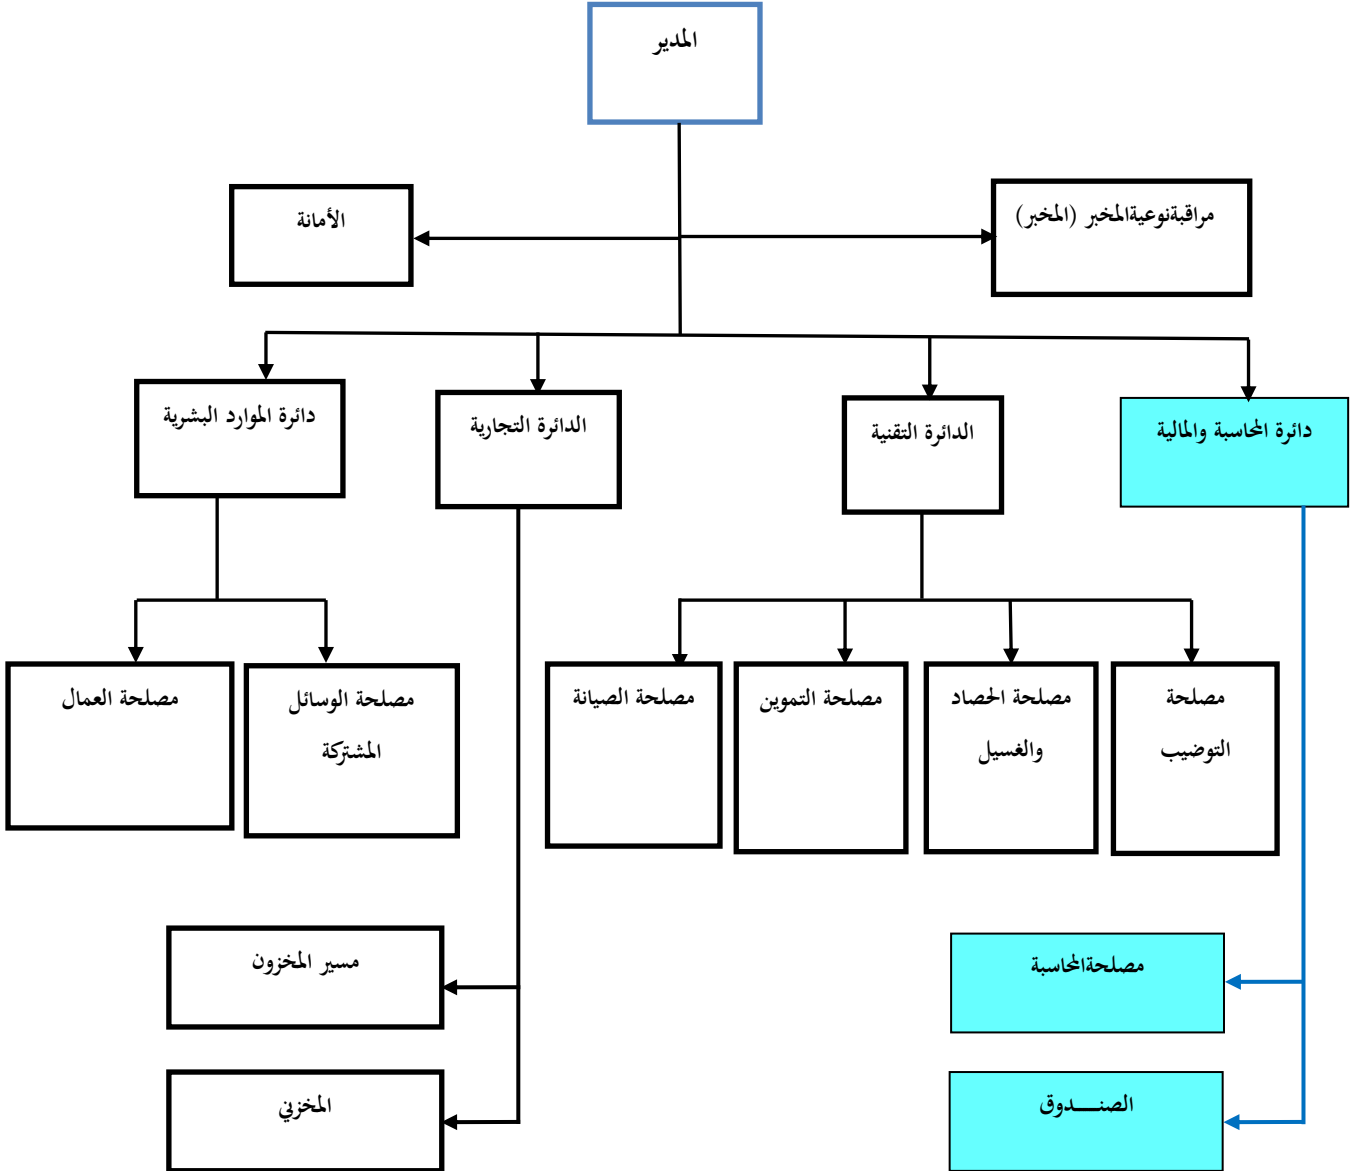 المدير
مراقبةنوعيةالمخبر (المخبر)
الأمانة
دائرة المحاسبة والمالية
الدائرة التقنية
الدائرة التجارية
دائرة الموارد البشرية
مصلحة
التوضيب
مصلحة الحصاد
والغسيل
مصلحة التموين
مصلحة الصيانة
مصلحة الوسائل
المشتركة
مصلحة العمال
مصلحةالمحاسبة
مسير المخزون
الصنـــدوق
المخزني